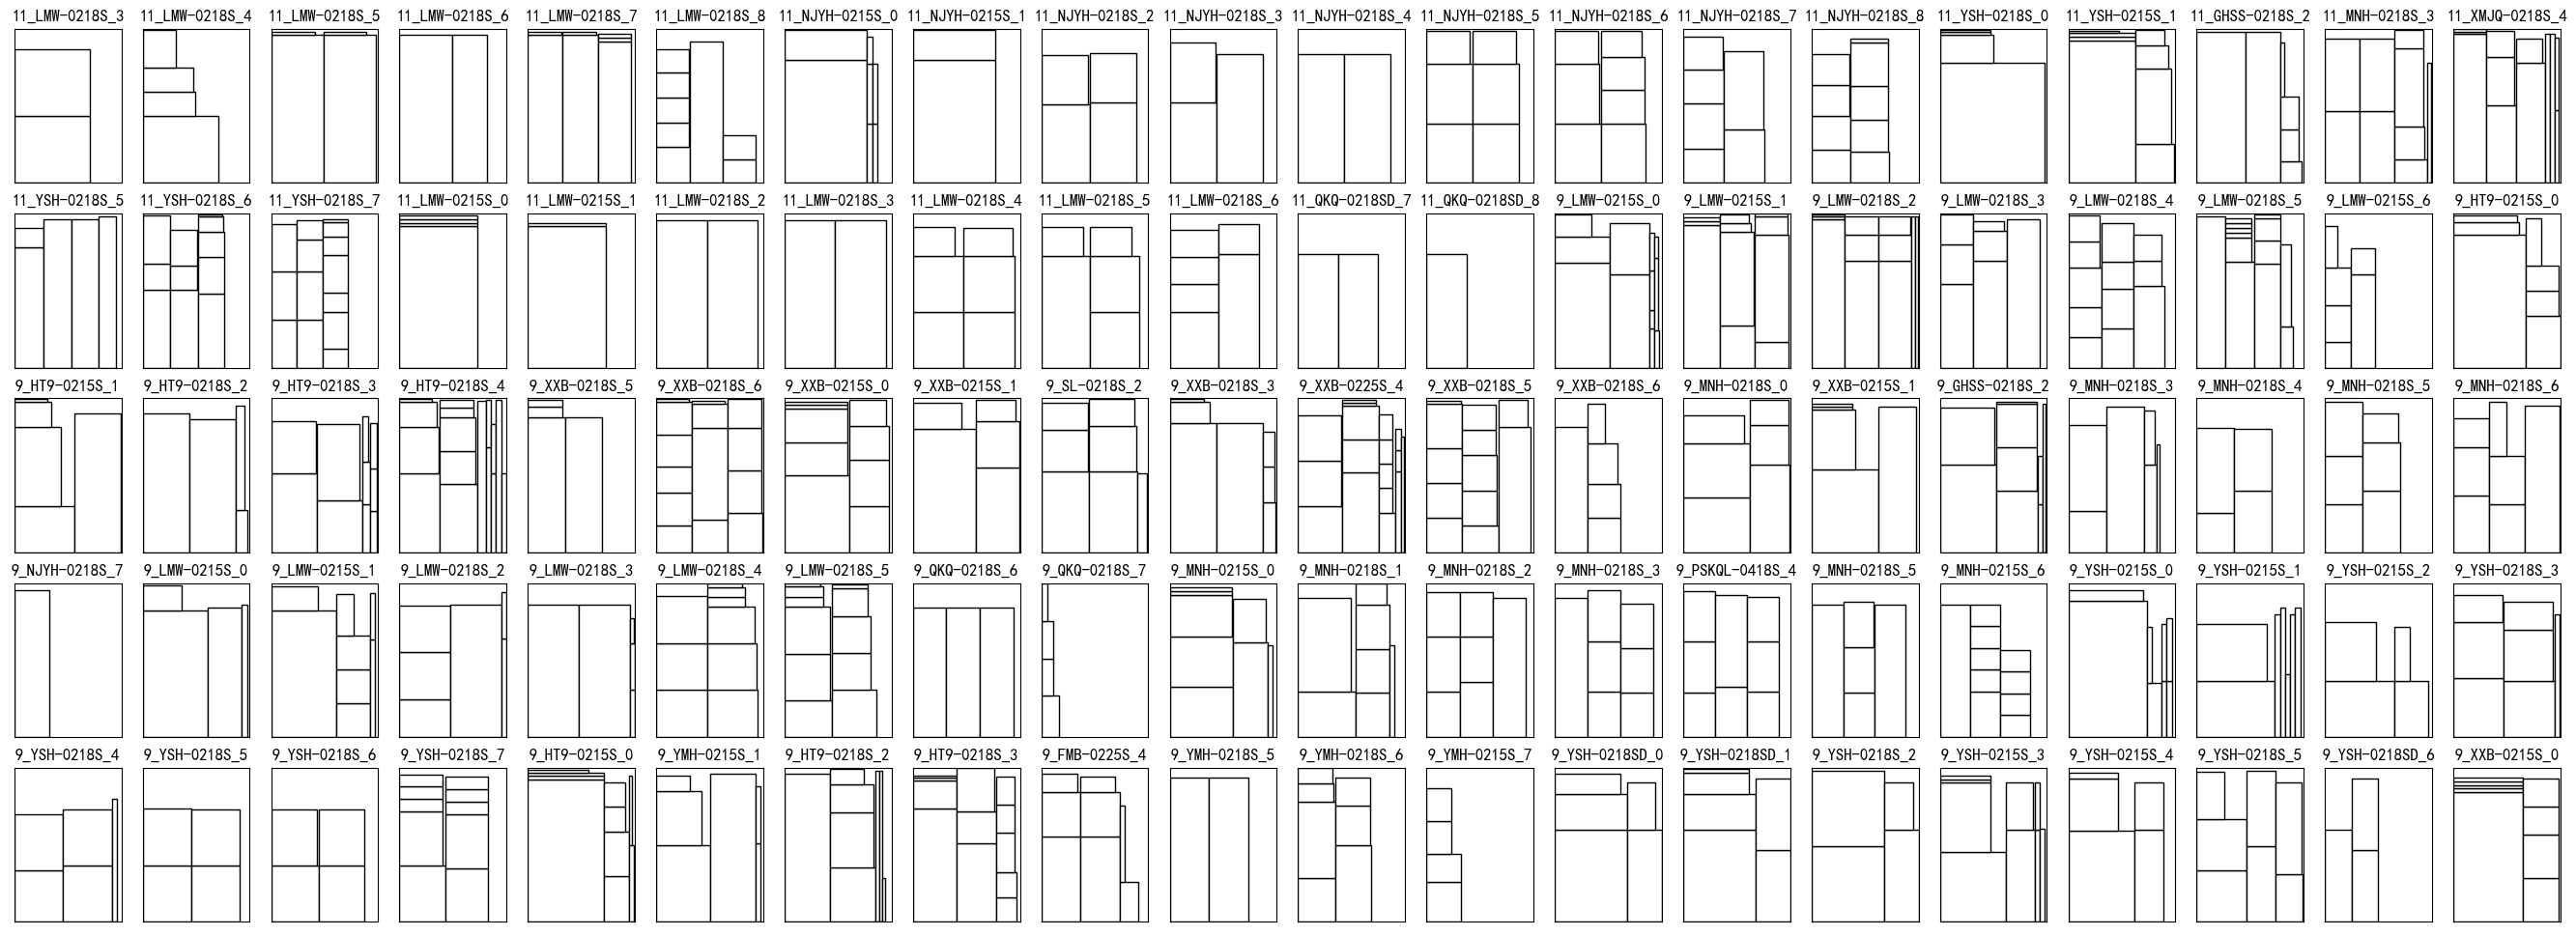 11_LMW-0218S_3 11_LMW-0218S_4 11_LMW-0218S_5 11_LMW-0218S_6 11_LMW-0218S_7 11_LMW-0218S_8 11_NJYH-0215S_0 11_NJYH-0215S_1 11_NJYH-0218S_2 11_NJYH-0218S_3 11_NJYH-0218S_4 11_NJYH-0218S_5 11_NJYH-0218S_6 11_NJYH-0218S_7 11_NJYH-0218S_8 11_YSH-0218S_0 11_YSH-0215S_1 11_GHSS-0218S_2 11_MNH-0218S_3 11_XMJQ-0218S_4
11_YSH-0218S_5 11_YSH-0218S_6 11_YSH-0218S_7 11_LMW-0215S_0 11_LMW-0215S_1 11_LMW-0218S_2 11_LMW-0218S_3 11_LMW-0218S_4 11_LMW-0218S_5 11_LMW-0218S_6 11_QKQ-0218SD_7 11_QKQ-0218SD_8 9_LMW-0215S_0 9_LMW-0215S_1 9_LMW-0218S_2 9_LMW-0218S_3 9_LMW-0218S_4 9_LMW-0218S_5 9_LMW-0215S_6 9_HT9-0215S_0
9_HT9-0215S_1 9_HT9-0218S_2 9_HT9-0218S_3 9_HT9-0218S_4 9_XXB-0218S_5 9_XXB-0218S_6 9_XXB-0215S_0 9_XXB-0215S_1 9_SL-0218S_2 9_XXB-0218S_3 9_XXB-0225S_4 9_XXB-0218S_5 9_XXB-0218S_6 9_MNH-0218S_0 9_XXB-0215S_1 9_GHSS-0218S_2 9_MNH-0218S_3 9_MNH-0218S_4 9_MNH-0218S_5 9_MNH-0218S_6
9_NJYH-0218S_7 9_LMW-0215S_0 9_LMW-0215S_1 9_LMW-0218S_2 9_LMW-0218S_3 9_LMW-0218S_4 9_LMW-0218S_5 9_QKQ-0218S_6 9_QKQ-0218S_7 9_MNH-0215S_0 9_MNH-0218S_1 9_MNH-0218S_2 9_MNH-0218S_3 9_PSKQL-0418S_4 9_MNH-0218S_5 9_MNH-0215S_6 9_YSH-0215S_0 9_YSH-0215S_1 9_YSH-0215S_2 9_YSH-0218S_3
9_YSH-0218S_4 9_YSH-0218S_5 9_YSH-0218S_6 9_YSH-0218S_7 9_HT9-0215S_0 9_YMH-0215S_1 9_HT9-0218S_2 9_HT9-0218S_3 9_FMB-0225S_4 9_YMH-0218S_5 9_YMH-0218S_6 9_YMH-0215S_7 9_YSH-0218SD_0 9_YSH-0218SD_1 9_YSH-0218S_2 9_YSH-0215S_3 9_YSH-0215S_4 9_YSH-0218S_5 9_YSH-0218SD_6 9_XXB-0215S_0